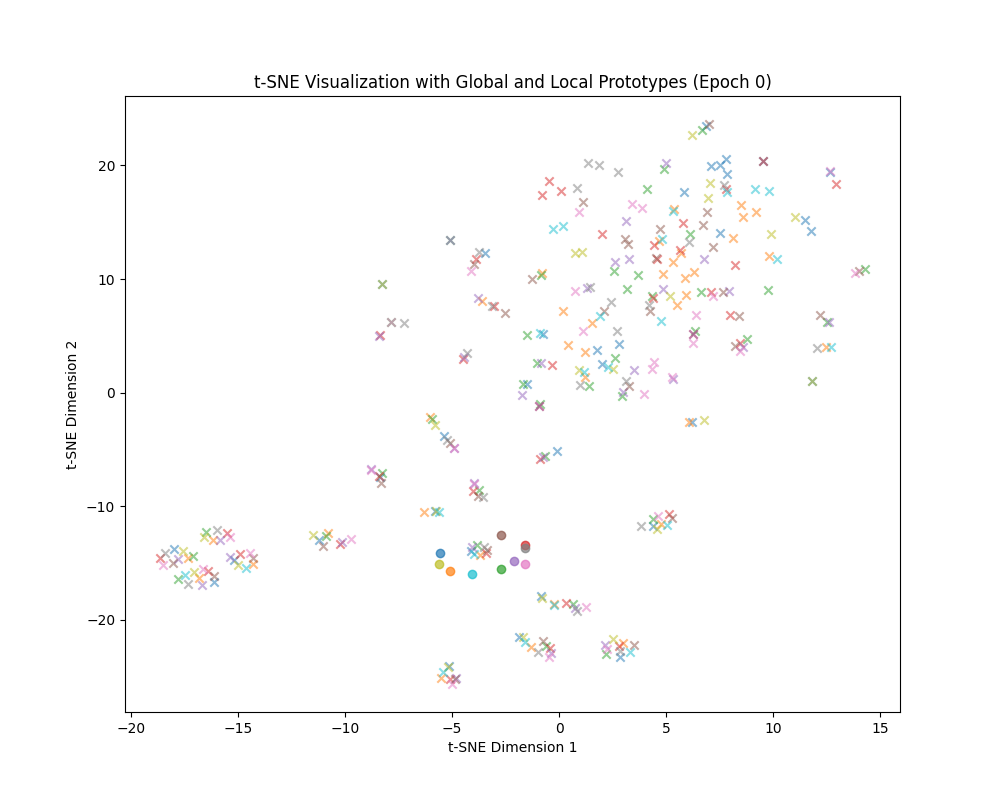 t-SNE Visualization with Global and Local Prototypes (Epoch 0)
20
10
0
−10
−20
t-SNE Dimension 2
−20 −15 −10 −5 0 5 10 15
t-SNE Dimension 1